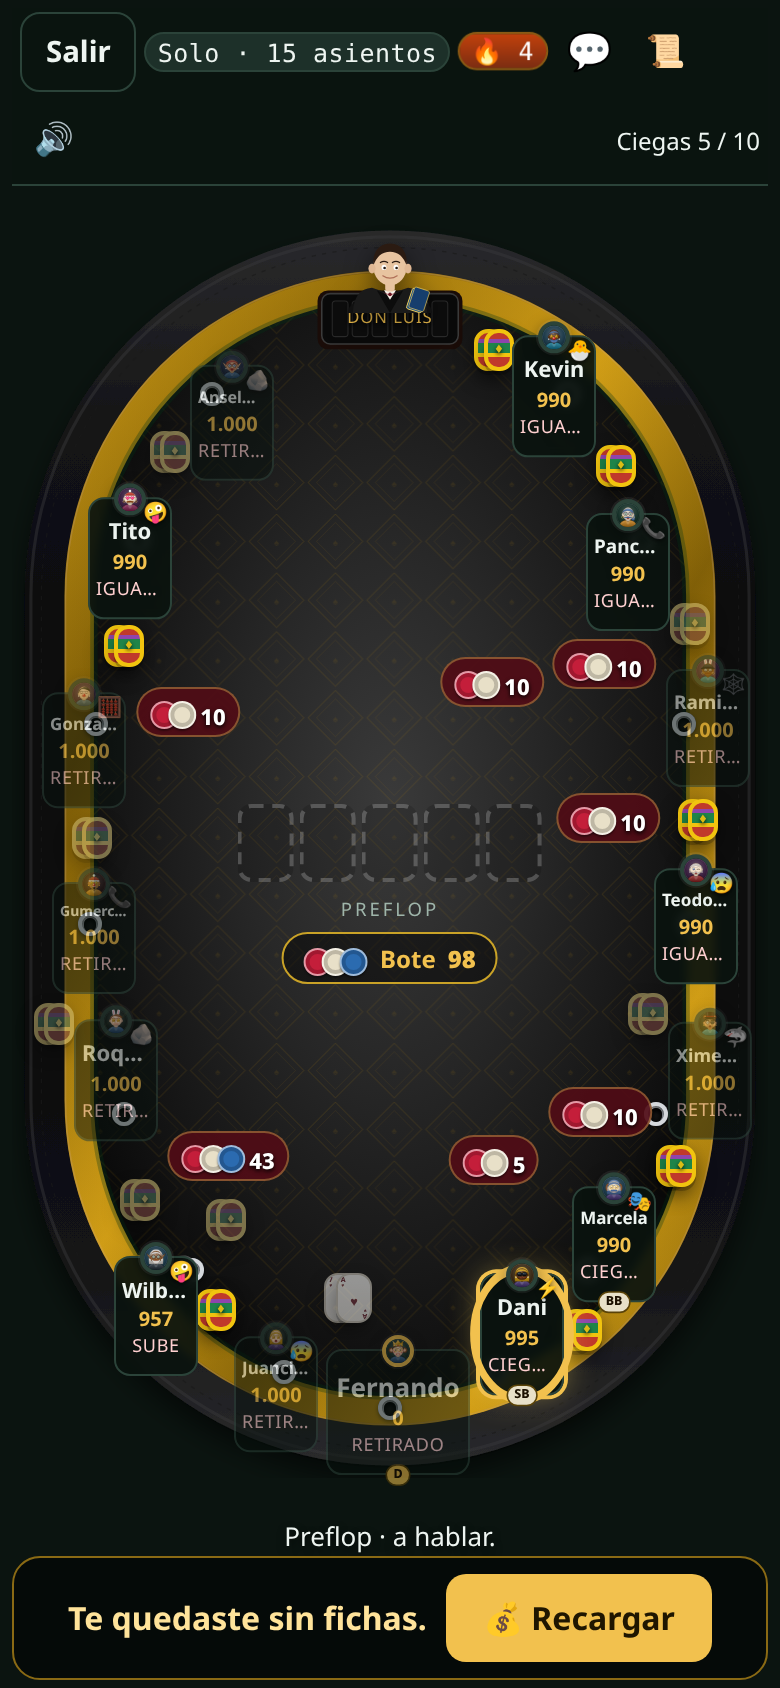 Salir
Solo · 15 asientos
🔥 4
Ciegas 5 / 10
DON LUIS
Kevin
990
IGUA...
Ansel...
1.000
RETIR...
Tito
990
IGUA...
Panc...
990
IGUA...
10
10
10
Rami...
1.000
RETIR...
Gonza...
1.000
RETIR...
10
Teodo...
990
IGUA...
Gumerc...
1.000
RETIR...
PREFLOP
Bote 98
Roq...
1.000
RETIR...
Xime...
1.000
RETIR...
10
43
5
Marcela
990
CIEG...
BB
Wilb...
957
SUBE
Dani
995
CIEG...
SB
Juanci...
1.000
RETIR...
Fernando
0
RETIRADO
D
Preflop · a hablar.
Te quedaste sin fichas.
💰 Recargar